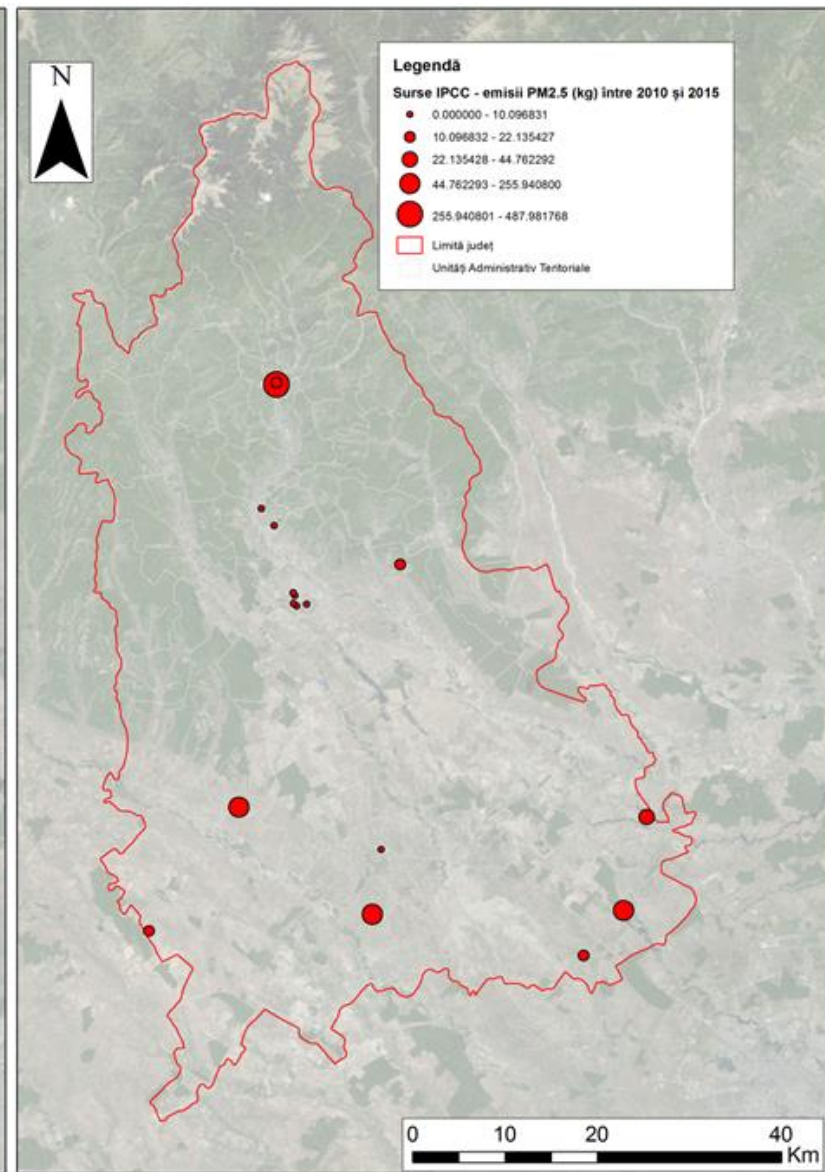 N
Legendă
Surse IPCC - emisii PM2.5 (kg) între 2010 și 2015
0.000000 - 10.096831
10.096832 - 22.135427
22.135428 - 44.762292
44.762293 - 255.940800
255.940801 - 487.981768
Limită județ
Unități Administrativ Teritoriale
0 10 20 40
Km